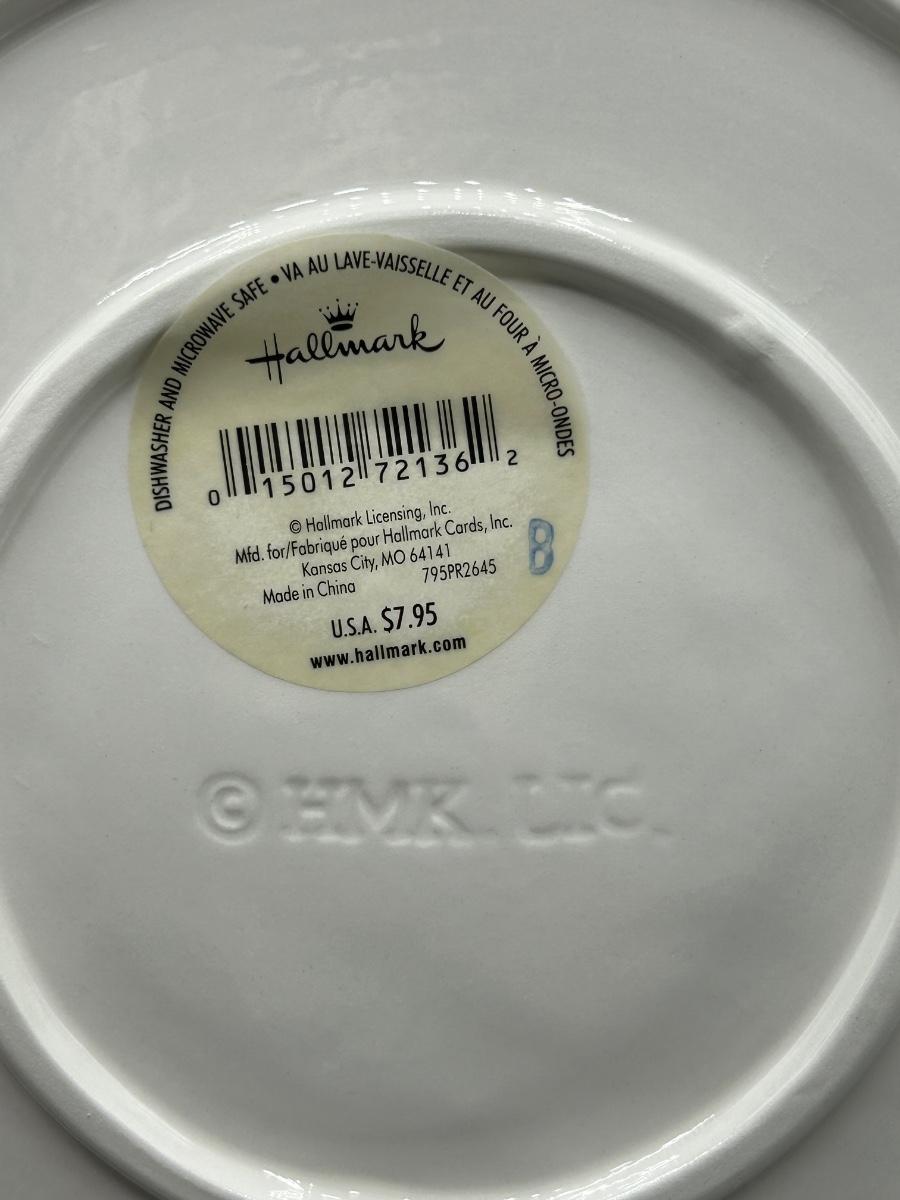 DISHWASHER AND MICROWAVE SAFE • VA AU LAVE-VAISSELLE ET AU FOUR À MICRO-ONDES
Hallmark
0 15012 72136 2
© Hallmark Licensing, Inc.
Mfd. for/Fabriqué pour Hallmark Cards, Inc.
Kansas City, MO 64141
Made in China 795PR2645
B
U.S.A. $7.95
www.hallmark.com
© HMK. LIC.